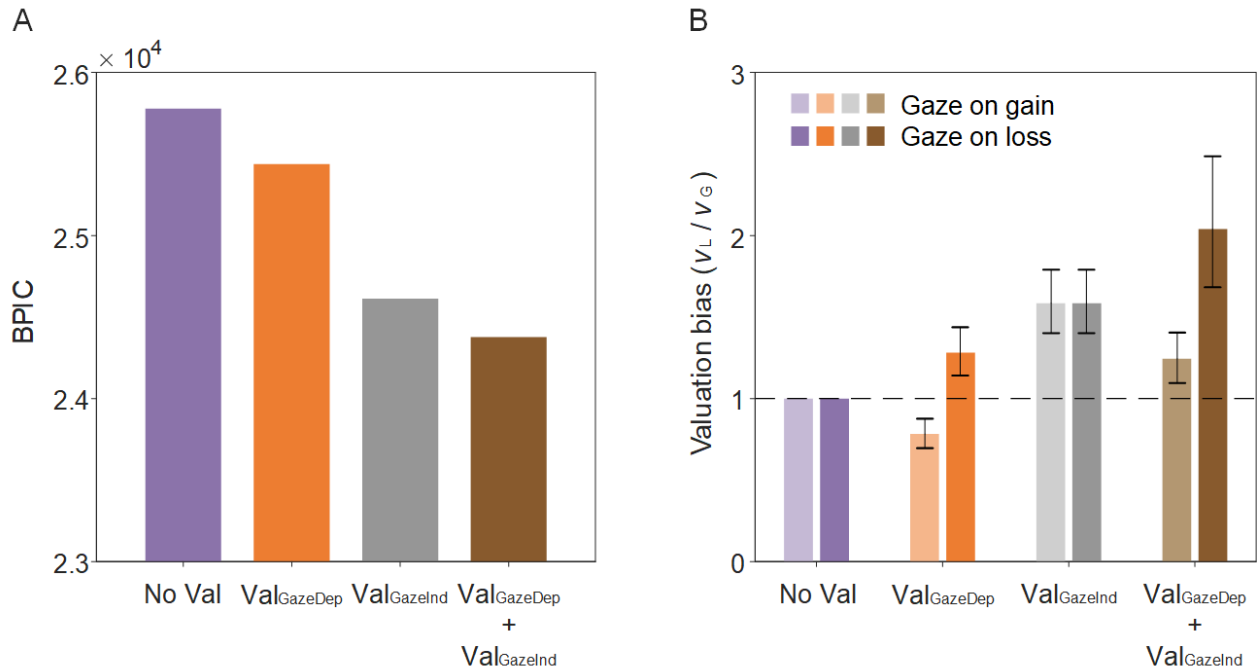 A
× 10⁴
2.6
2.5
2.4
2.3
BPIC
No Val
ValGazeDep
ValGazeInd
ValGazeDep
+
ValGazeInd
B
3
2
1
0
Valuation bias (vL / vG)
Gaze on gain
Gaze on loss
No Val
ValGazeDep
ValGazeInd
ValGazeDep
+
ValGazeInd